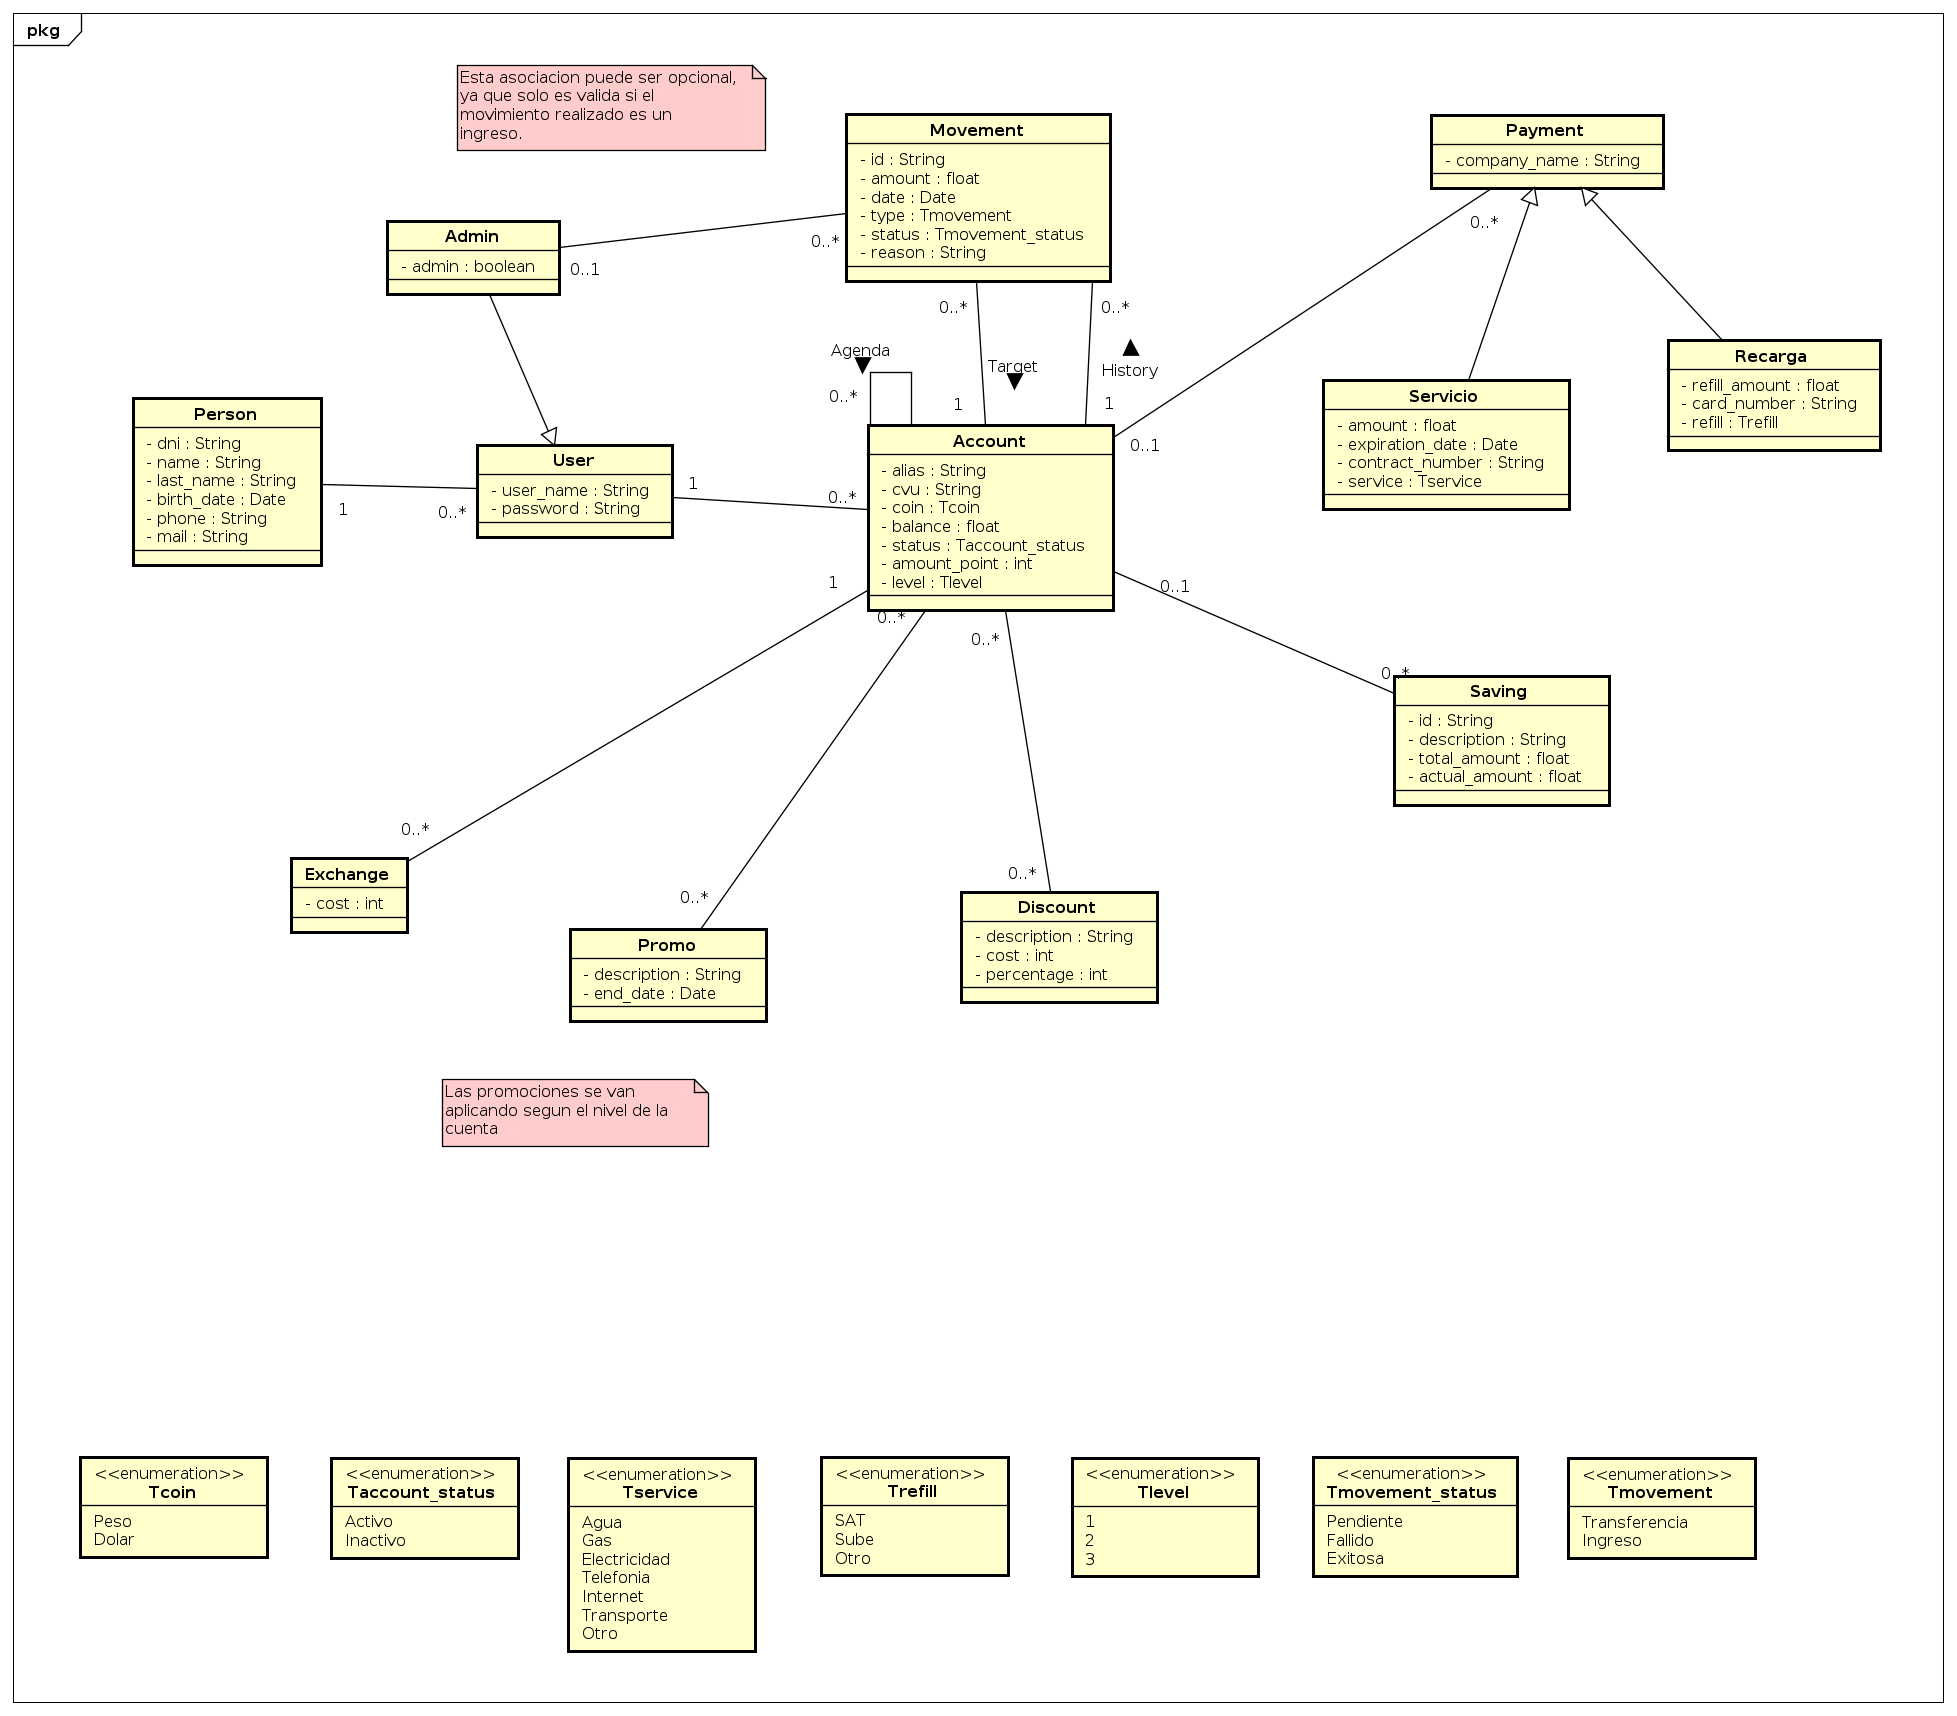 pkg
Esta asociacion puede ser opcional,
ya que solo es valida si el
movimiento realizado es un
ingreso.
Movement
- id : String
- amount : float
- date : Date
- type : Tmovement
- status : Tmovement_status
- reason : String
Payment
- company_name : String
Admin
- admin : boolean
0..1
0..*
0..*
0..*
0..*
Agenda
0..*
Target
History
1
1
0..1
Servicio
- amount : float
- expiration_date : Date
- contract_number : String
- service : Tservice
Recarga
- refill_amount : float
- card_number : String
- refill : Trefill
Person
- dni : String
- name : String
- last_name : String
- birth_date : Date
- phone : String
- mail : String
1
0..*
User
- user_name : String
- password : String
1
0..*
Account
- alias : String
- cvu : String
- coin : Tcoin
- balance : float
- status : Taccount_status
- amount_point : int
- level : Tlevel
1
0..*
0..*
0..1
0..*
Saving
- id : String
- description : String
- total_amount : float
- actual_amount : float
0..*
Exchange
- cost : int
0..*
Promo
- description : String
- end_date : Date
0..*
Discount
- description : String
- cost : int
- percentage : int
Las promociones se van
aplicando segun el nivel de la
cuenta
<<enumeration>>
Tcoin
Peso
Dolar
<<enumeration>>
Taccount_status
Activo
Inactivo
<<enumeration>>
Tservice
Agua
Gas
Electricidad
Telefonia
Internet
Transporte
Otro
<<enumeration>>
Trefill
SAT
Sube
Otro
<<enumeration>>
Tlevel
1
2
3
<<enumeration>>
Tmovement_status
Pendiente
Fallido
Exitosa
<<enumeration>>
Tmovement
Transferencia
Ingreso